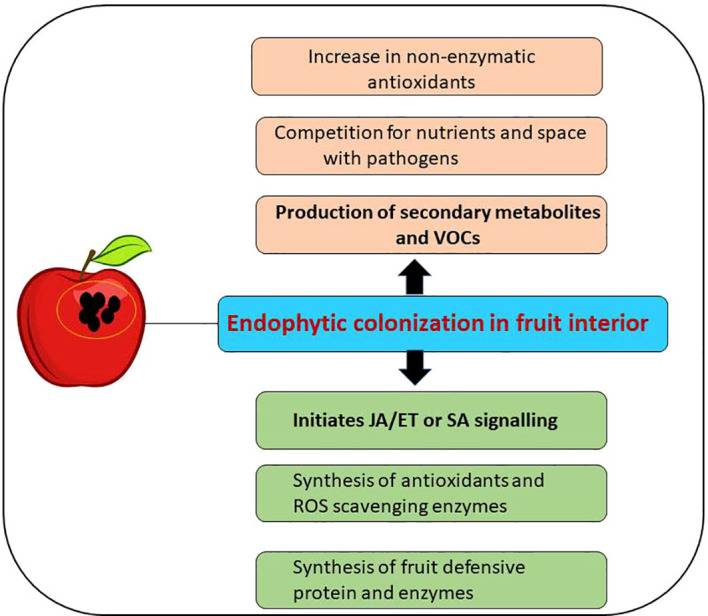 Increase in non-enzymatic
antioxidants
Competition for nutrients and space
with pathogens
Production of secondary metabolites
and VOCs
Endophytic colonization in fruit interior
Initiates JA/ET or SA signalling
Synthesis of antioxidants and
ROS scavenging enzymes
Synthesis of fruit defensive
protein and enzymes